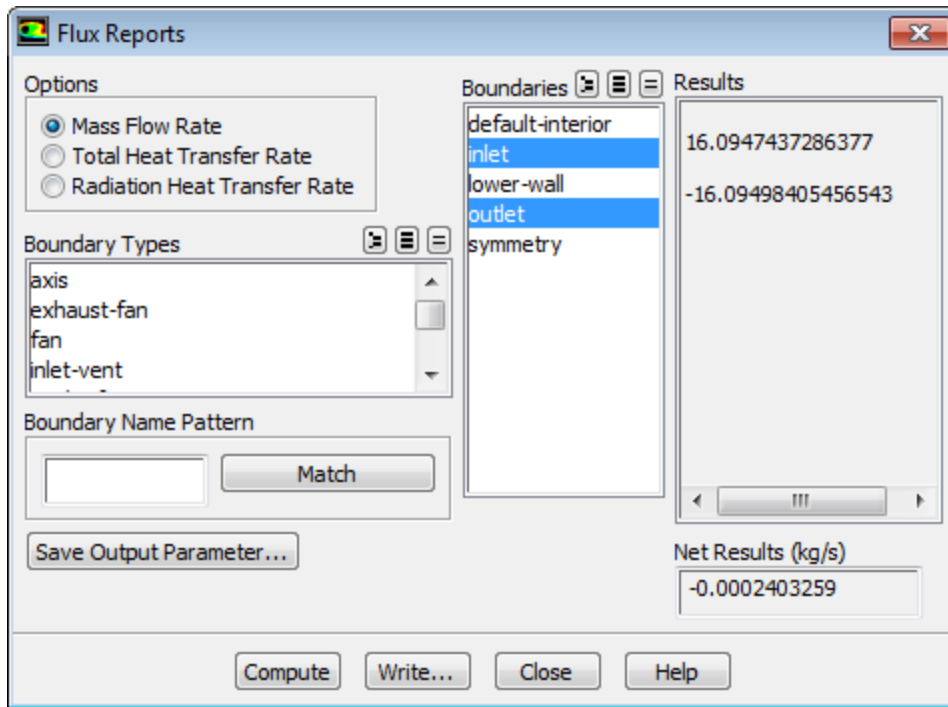 Flux Reports
Options
Mass Flow Rate
Total Heat Transfer Rate
Radiation Heat Transfer Rate
Boundary Types
axis
exhaust-fan
fan
inlet-vent
Boundary Name Pattern
Match
Save Output Parameter...
Boundaries
default-interior
inlet
lower-wall
outlet
symmetry
Results
16.0947437286377
-16.09498405456543
Net Results (kg/s)
-0.0002403259
Compute
Write...
Close
Help